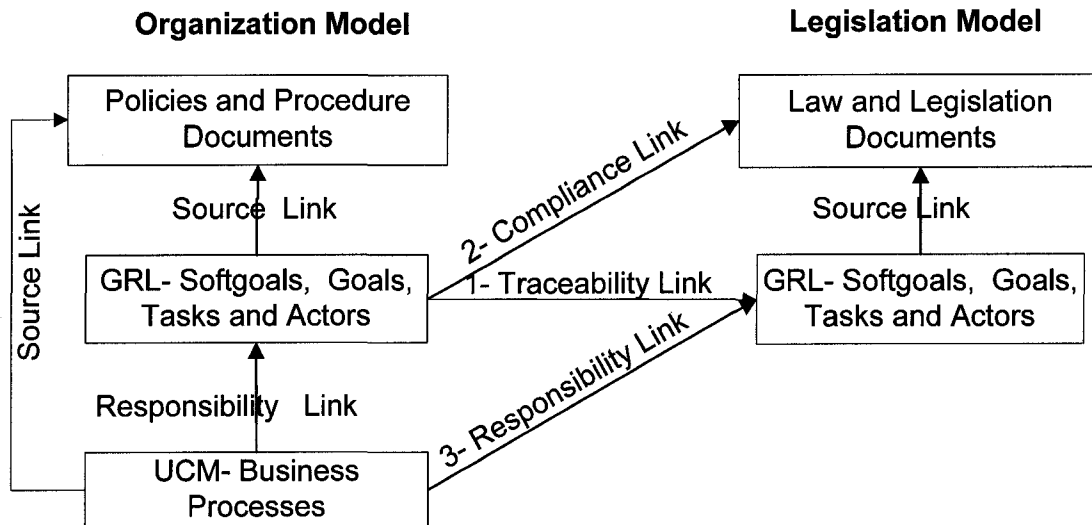 Organization Model
Legislation Model
Policies and Procedure
Documents
Law and Legislation
Documents
Source Link
Source Link
Source Link
2- Compliance Link
GRL- Softgoals, Goals,
Tasks and Actors
1- Traceability Link
GRL- Softgoals, Goals,
Tasks and Actors
Responsibility Link
3- Responsibility Link
UCM- Business
Processes